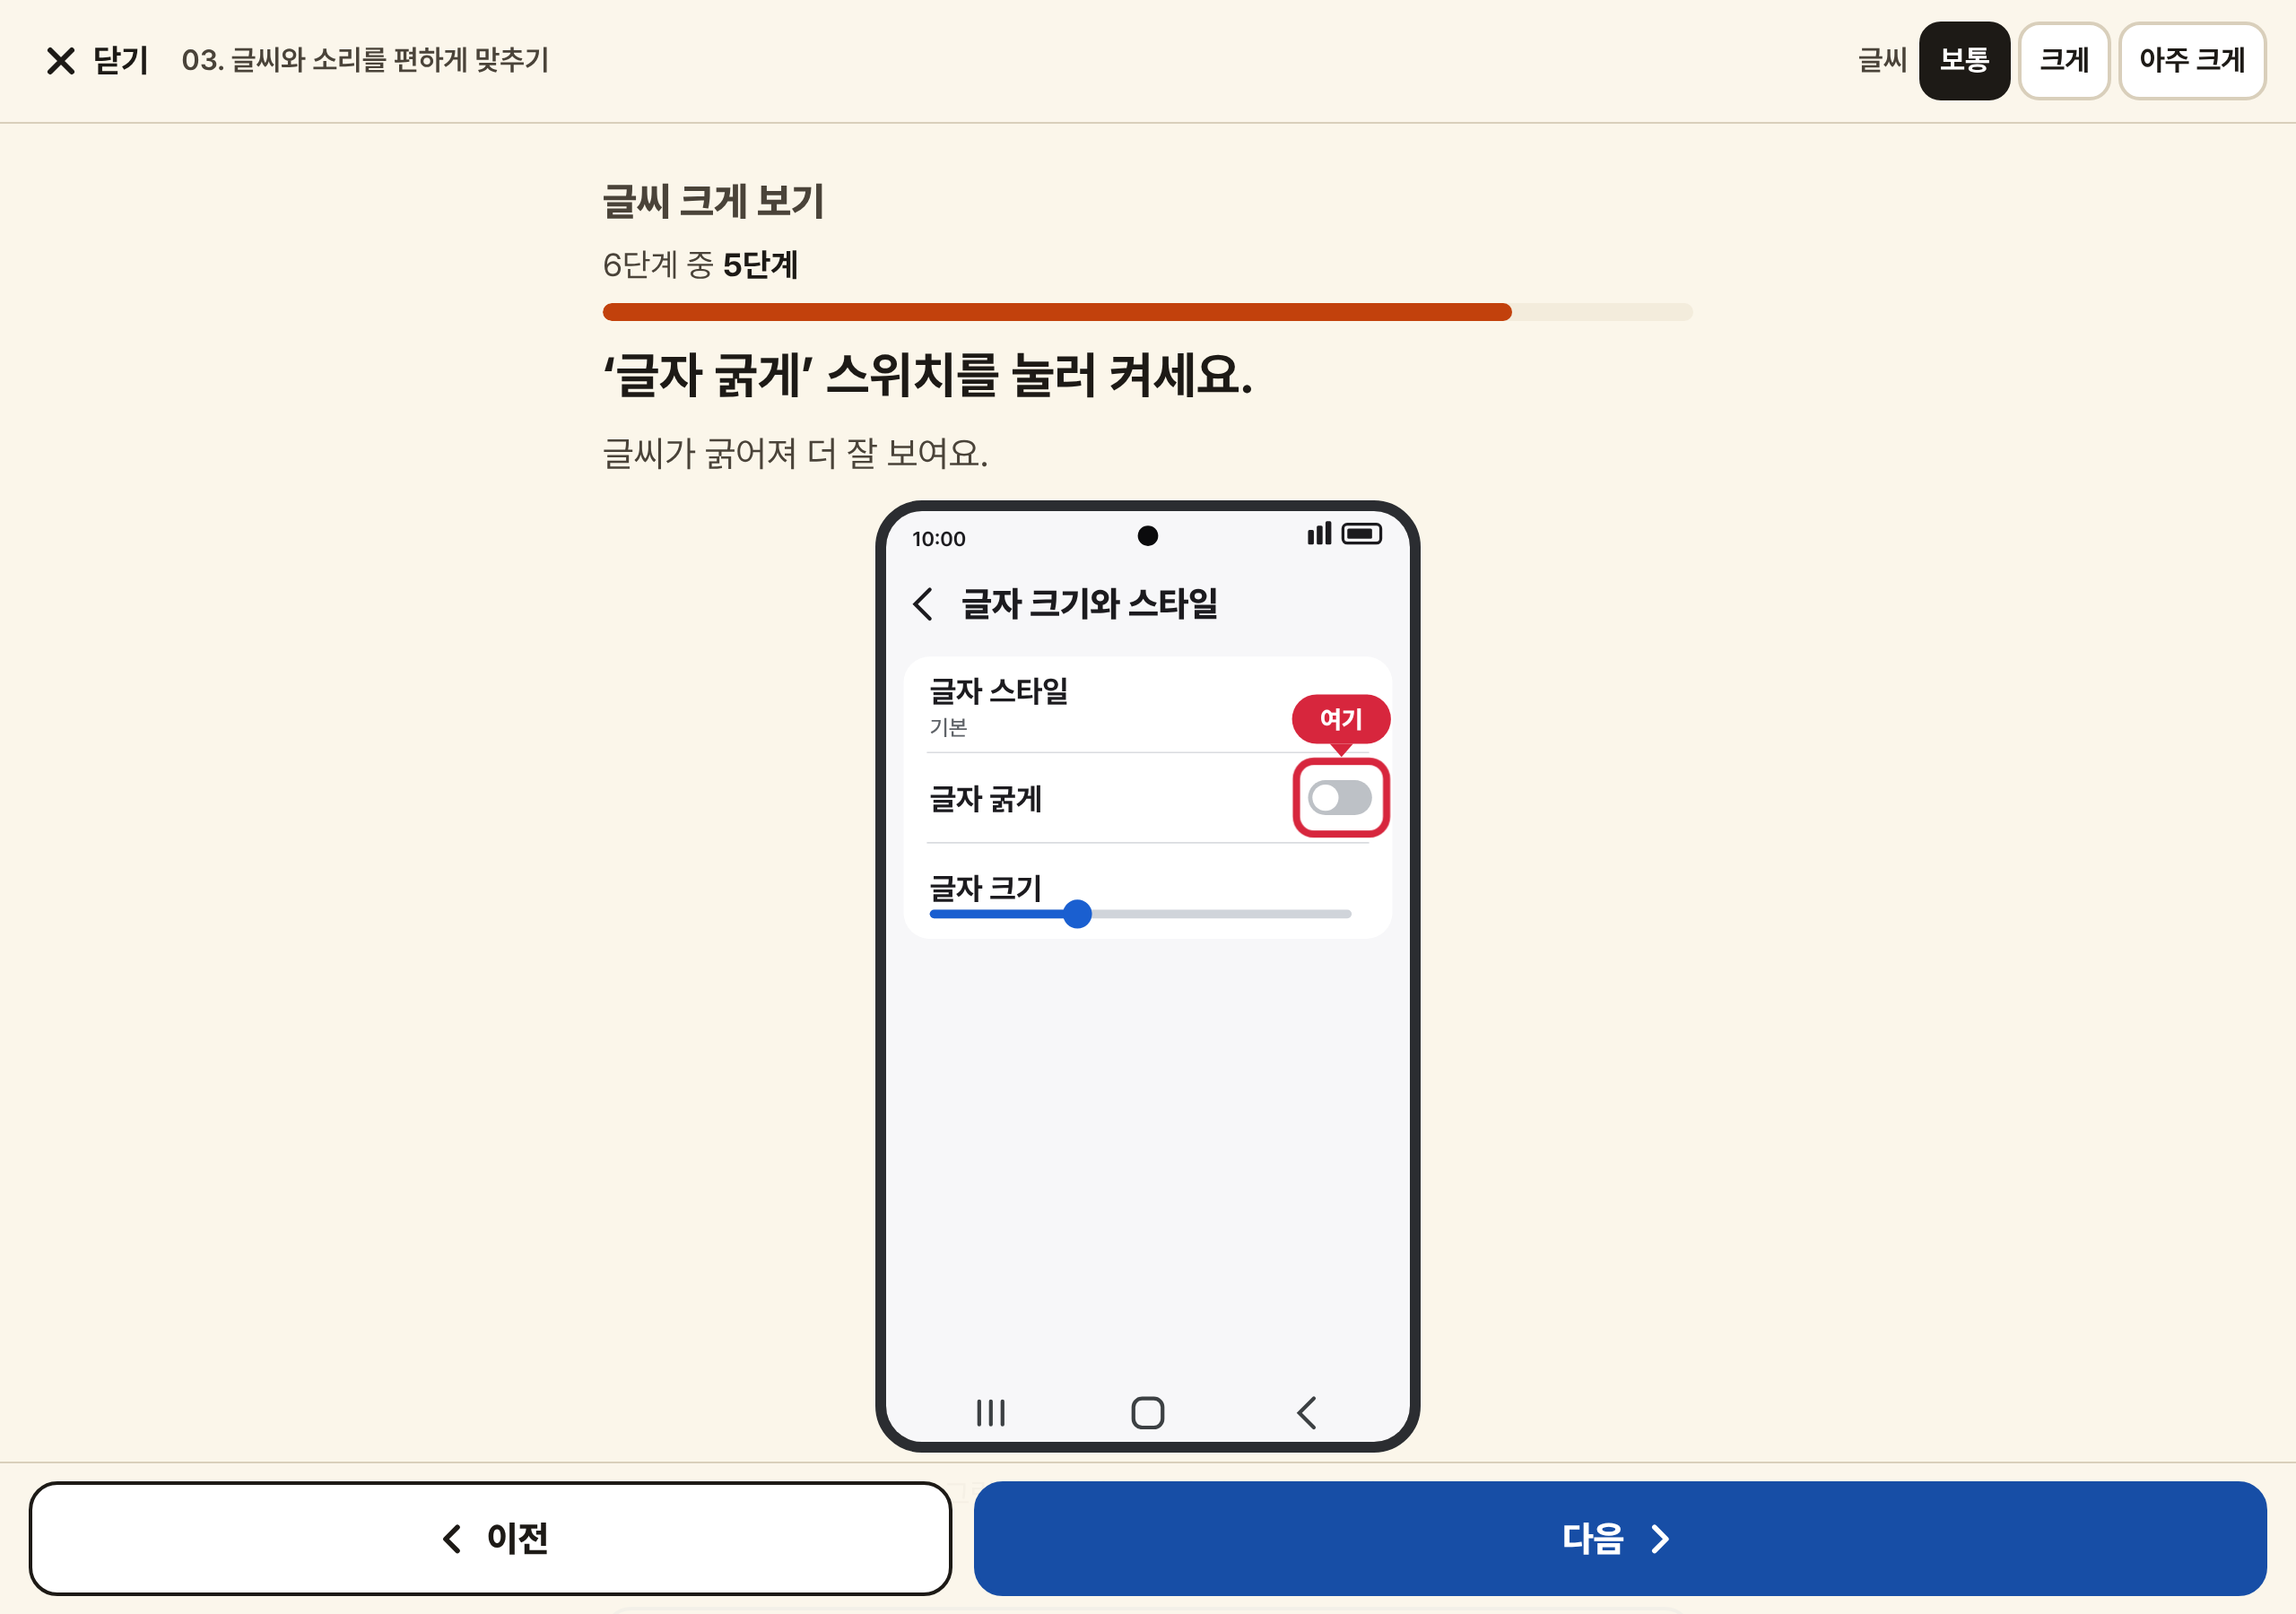 닫기
03. 글씨와 소리를 편하게 맞추기
글씨
보통
크게
아주 크게
글씨 크게 보기
6단계 중 5단계
‘글자 굵게’ 스위치를 눌러 켜세요.
글씨가 굵어져 더 잘 보여요.
10:00
글자 크기와 스타일
글자 스타일
기본
여기
글자 굵게
글자 크기
이전
다음